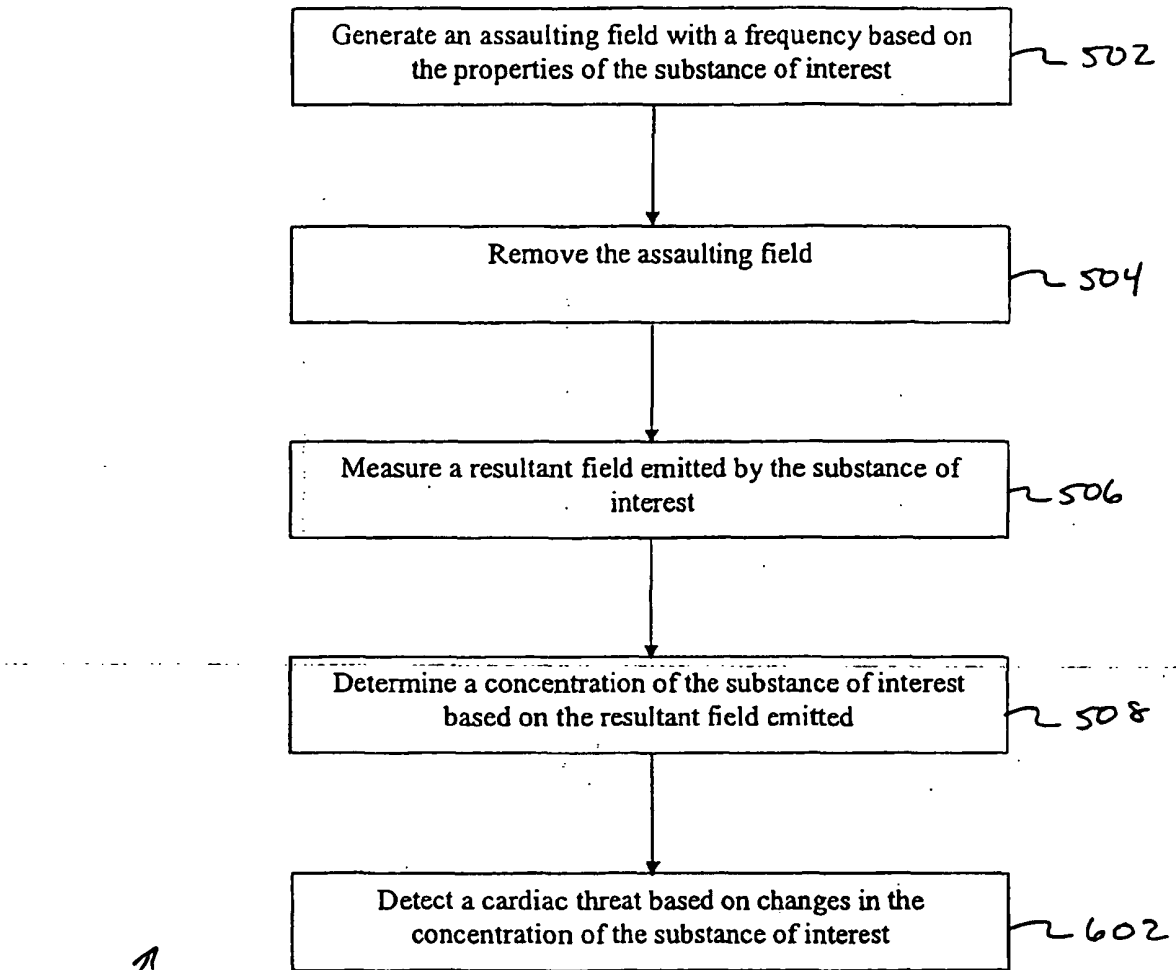 Generate an assaulting field with a frequency based on
the properties of the substance of interest
502
Remove the assaulting field
504
Measure a resultant field emitted by the substance of
interest
506
Determine a concentration of the substance of interest
based on the resultant field emitted
508
Detect a cardiac threat based on changes in the
concentration of the substance of interest
602